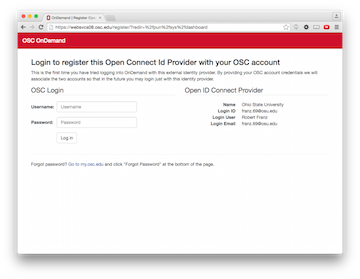 OnDemand | Register Open
https://websvcs08.osc.edu/register/?redir=%2Fpun%2Fsys%2Fdashboard
OSC OnDemand
Login to register this Open Connect Id Provider with your OSC account
This is the first time you have tried logging into OnDemand with this external identity provider. By providing your OSC account credentials we will
associate the two accounts so that in the future you may login just with this identity provider.
OSC Login
Username:
Username
Password:
Password
Log in
Open ID Connect Provider
Name Ohio State University
Login ID franz.69@osu.edu
Login User Robert Franz
Login Email franz.69@osu.edu
Forgot password? Go to my.osc.edu and click "Forgot Password" at the bottom of the page.